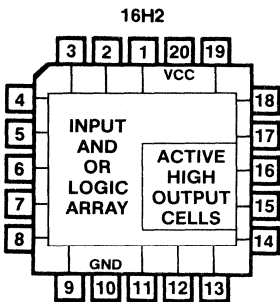 16H2
3 2 1 20 19
VCC
4
18
5
17
6
16
7
15
8
14
INPUT
AND
OR
LOGIC
ARRAY
ACTIVE
HIGH
OUTPUT
CELLS
GND
9 10 11 12 13